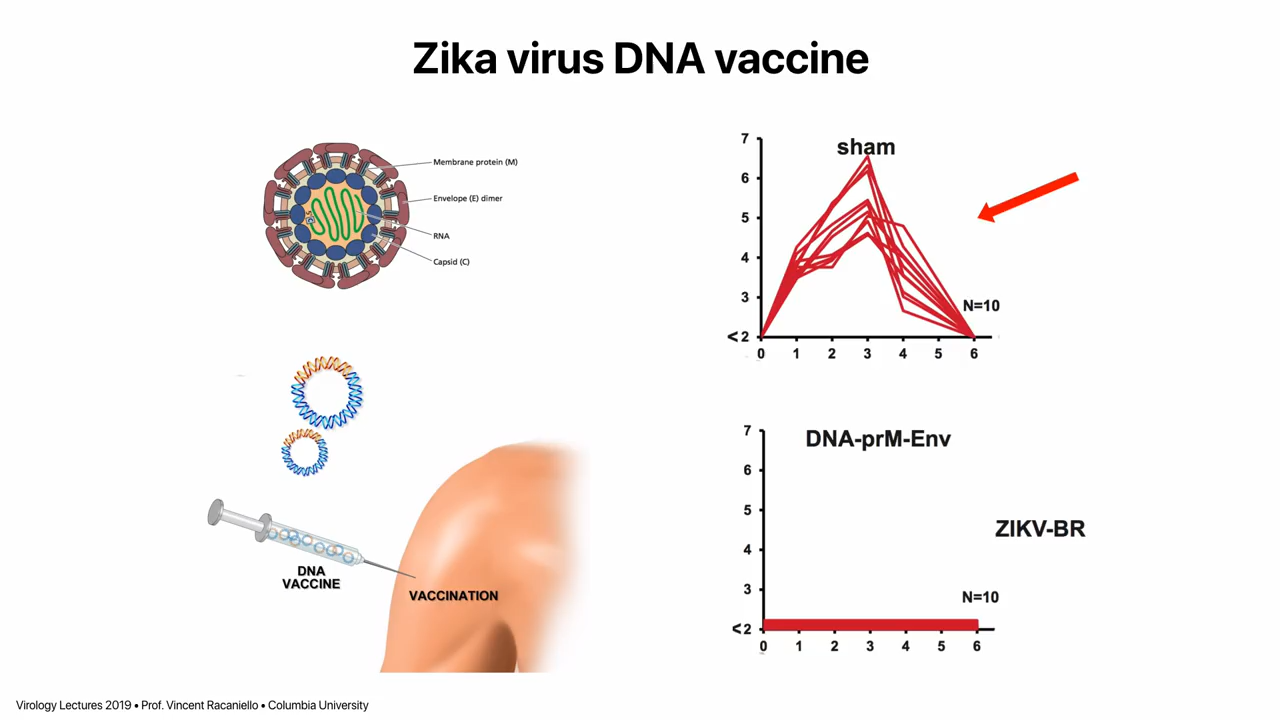 Zika virus DNA vaccine
Membrane protein (M)
Envelope (E) dimer
RNA
Capsid (C)
DNA
VACCINE
VACCINATION
sham
7
6
5
4
3
<2
N=10
0 1 2 3 4 5 6
DNA-prM-Env
7
6
5
4
3
<2
ZIKV-BR
N=10
0 1 2 3 4 5 6
Virology Lectures 2019 • Prof. Vincent Racaniello • Columbia University